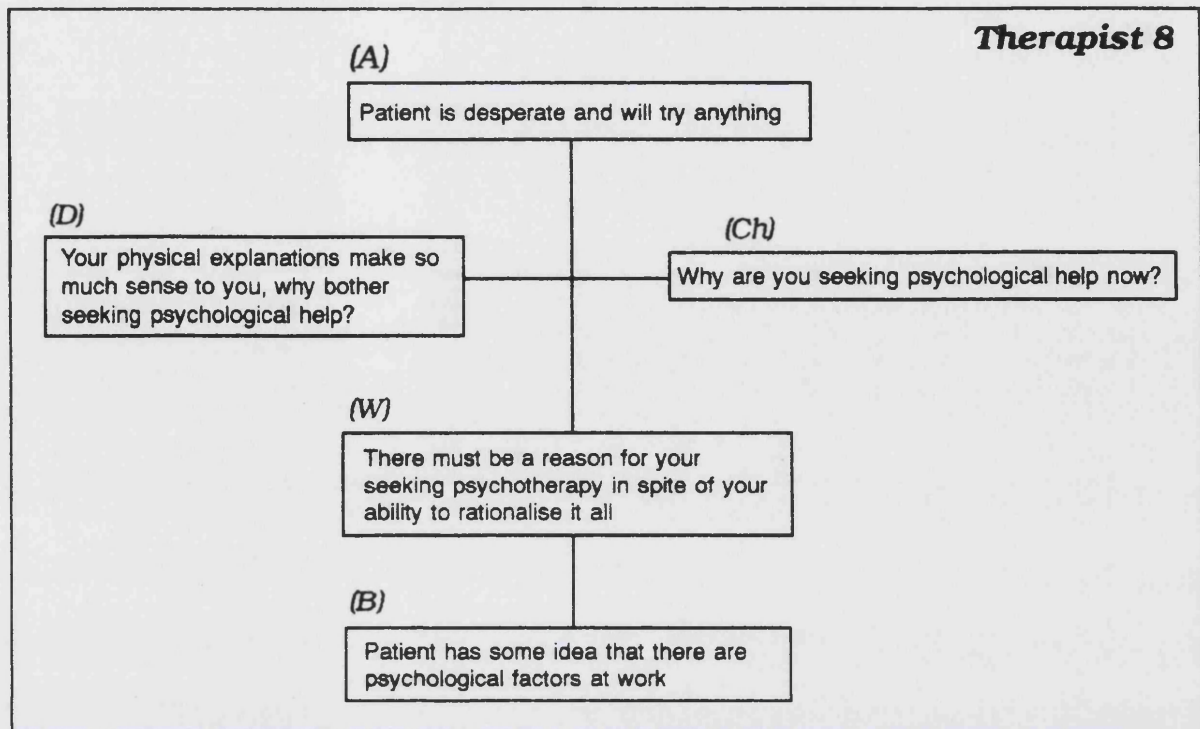 Therapist 8
(A)
Patient is desperate and will try anything
(D)
Your physical explanations make so
much sense to you, why bother
seeking psychological help?
(Ch)
Why are you seeking psychological help now?
(W)
There must be a reason for your
seeking psychotherapy in spite of your
ability to rationalise it all
(B)
Patient has some idea that there are
psychological factors at work